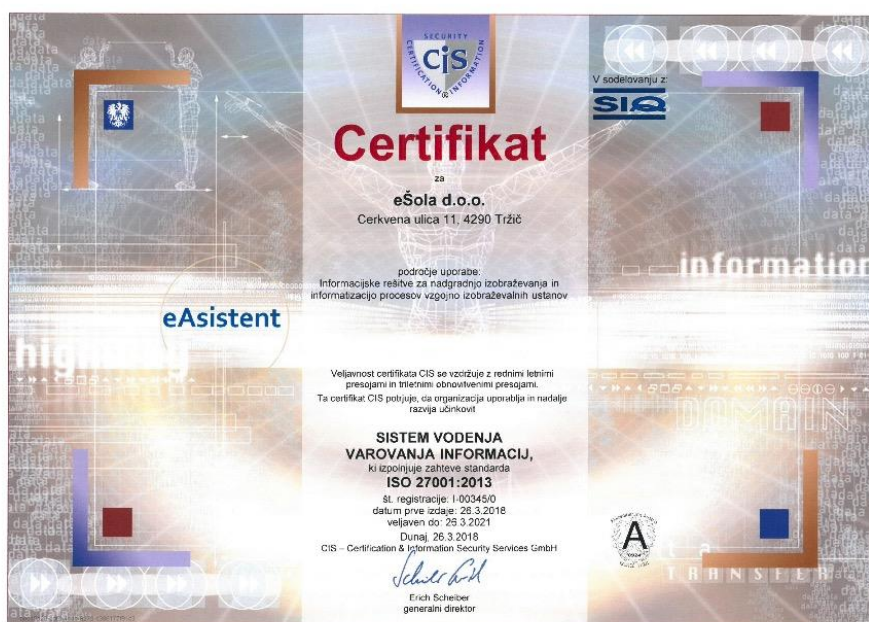 SECURITY
CERTIFICATION & INFORMATION
CiS
V sodelovanju z:
SIQ
Certifikat
za
eŠola d.o.o.
Cerkvena ulica 11, 4290 Tržič
področje uporabe:
Informacijske rešitve za nadgradnjo izobraževanja in
informatizacijo procesov vzgojno izobraževalnih ustanov
information
eAsistent
highway
Veljavnost certifikata CIS se vzdržuje z rednimi letnimi
presojami in triletnimi obnovitvenimi presojami.
Ta certifikat CIS potrjuje, da organizacija uporablja in nadalje
razvija učinkovit
DOMAIN
SISTEM VODENJA
VAROVANJA INFORMACIJ,
ki izpolnjuje zahteve standarda
ISO 27001:2013
št. registracije: I-00345/0
datum prve izdaje: 26.3.2018
veljaven do: 26.3.2021
Dunaj, 26.3.2018
CIS – Certification & Information Security Services GmbH
A
TRANSFER
Erich Scheiber
generalni direktor